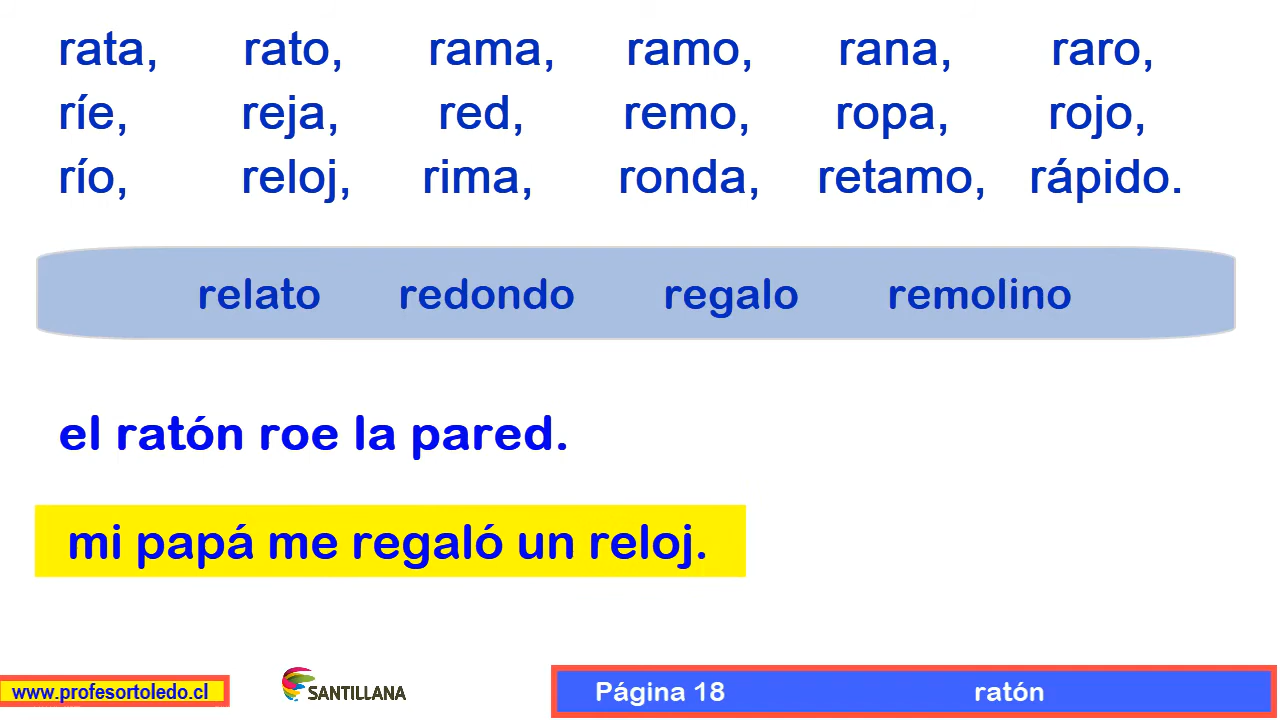 rata, rato, rama, ramo, rana, raro,
ríe, reja, red, remo, ropa, rojo,
río, reloj, rima, ronda, retamo, rápido.
relato redondo regalo remolino
el ratón roe la pared.
mi papá me regaló un reloj.
www.profesortoledo.cl SANTILLANA Página 18 ratón